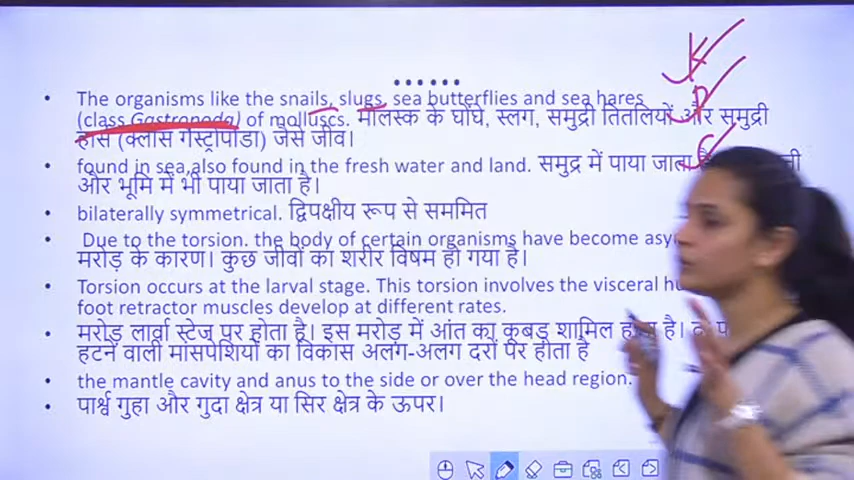 ......
The organisms like the snails, slugs, sea butterflies and sea hares
(class Gastropoda) of molluscs. मोलस्क के घोंघे, स्लग, समुद्री तितलियों और समुद्री
हार्स (क्लास गैस्ट्रोपोडा) जैसे जीव।
found in sea,also found in the fresh water and land. समुद्र में पाया जाता
और भूमि में भी पाया जाता है।
bilaterally symmetrical. द्विपक्षीय रूप से सममित
Due to the torsion. the body of certain organisms have become
मरोड़ के कारण। कुछ जीवों का शरीर विषम हो गया है।
Torsion occurs at the larval stage. This torsion involves the visceral
foot retractor muscles develop at different rates.
मरोड़ लार्वा स्टेज पर होता है। इस मरोड़ में आंत का कूबड़ शामिल होता है।
हटने वाली मांसपेशियों का विकास अलग-अलग दरों पर होता है
the mantle cavity and anus to the side or over the head region.
पार्श्व गुहा और गुदा क्षेत्र या सिर क्षेत्र के ऊपर।